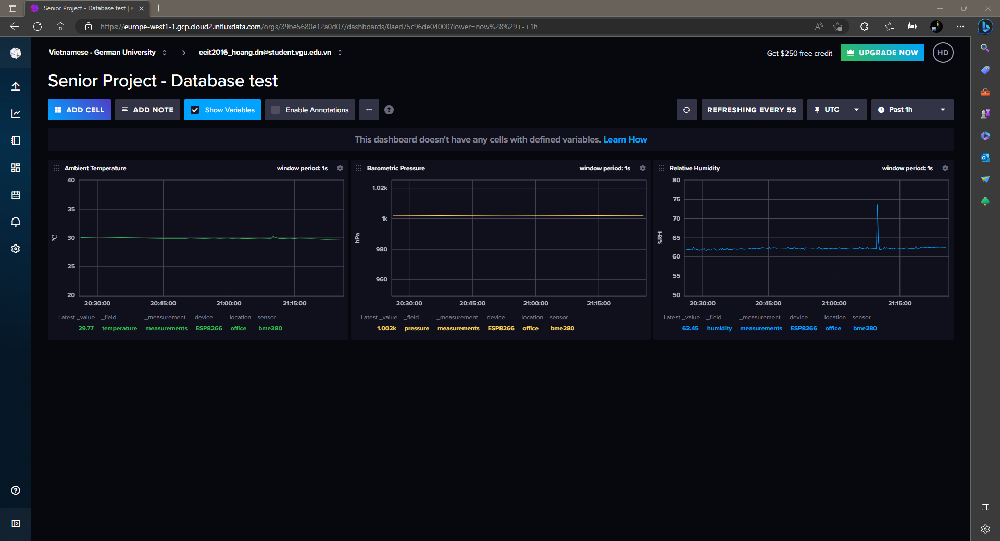 Senior Project - Database test | e
https://europe-west1-1.gcp.cloud2.influxdata.com/orgs/39be5680e12a0d07/dashboards/0aed75c96de04000?lower=now%28%29+-+1h
Vietnamese - German University
eeit2016_hoang.dn@student.vgu.edu.vn
Get $250 free credit
UPGRADE NOW
HD
Senior Project - Database test
ADD CELL
ADD NOTE
Show Variables
Enable Annotations
REFRESHING EVERY 5S
UTC
Past 1h
This dashboard doesn't have any cells with defined variables. Learn How
Ambient Temperature
window period: 1s
40
35
30
25
20
°C
20:30:00 20:45:00 21:00:00 21:15:00
Latest _value _field _measurement device location sensor
29.77 temperature measurements ESP8266 office bme280
Barometric Pressure
window period: 1s
1.02k
1k
980
960
hPa
20:30:00 20:45:00 21:00:00 21:15:00
Latest _value _field _measurement device location sensor
1.002k pressure measurements ESP8266 office bme280
Relative Humidity
window period: 1s
80
75
70
65
60
55
50
%RH
20:30:00 20:45:00 21:00:00 21:15:00
Latest _value _field _measurement device location sensor
62.45 humidity measurements ESP8266 office bme280